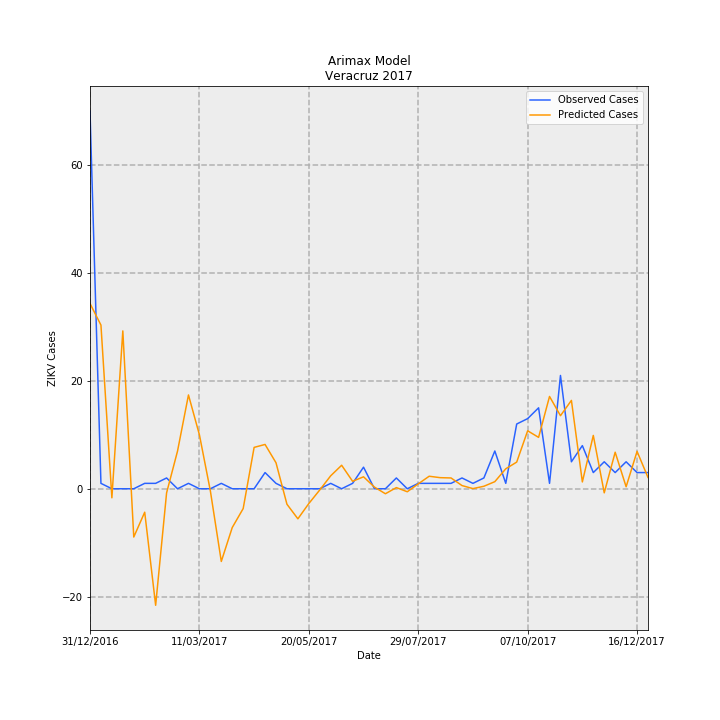 Arimax Model
Veracruz 2017
Observed Cases
Predicted Cases
ZIKV Cases
60
40
20
0
−20
31/12/2016 11/03/2017 20/05/2017 29/07/2017 07/10/2017 16/12/2017
Date